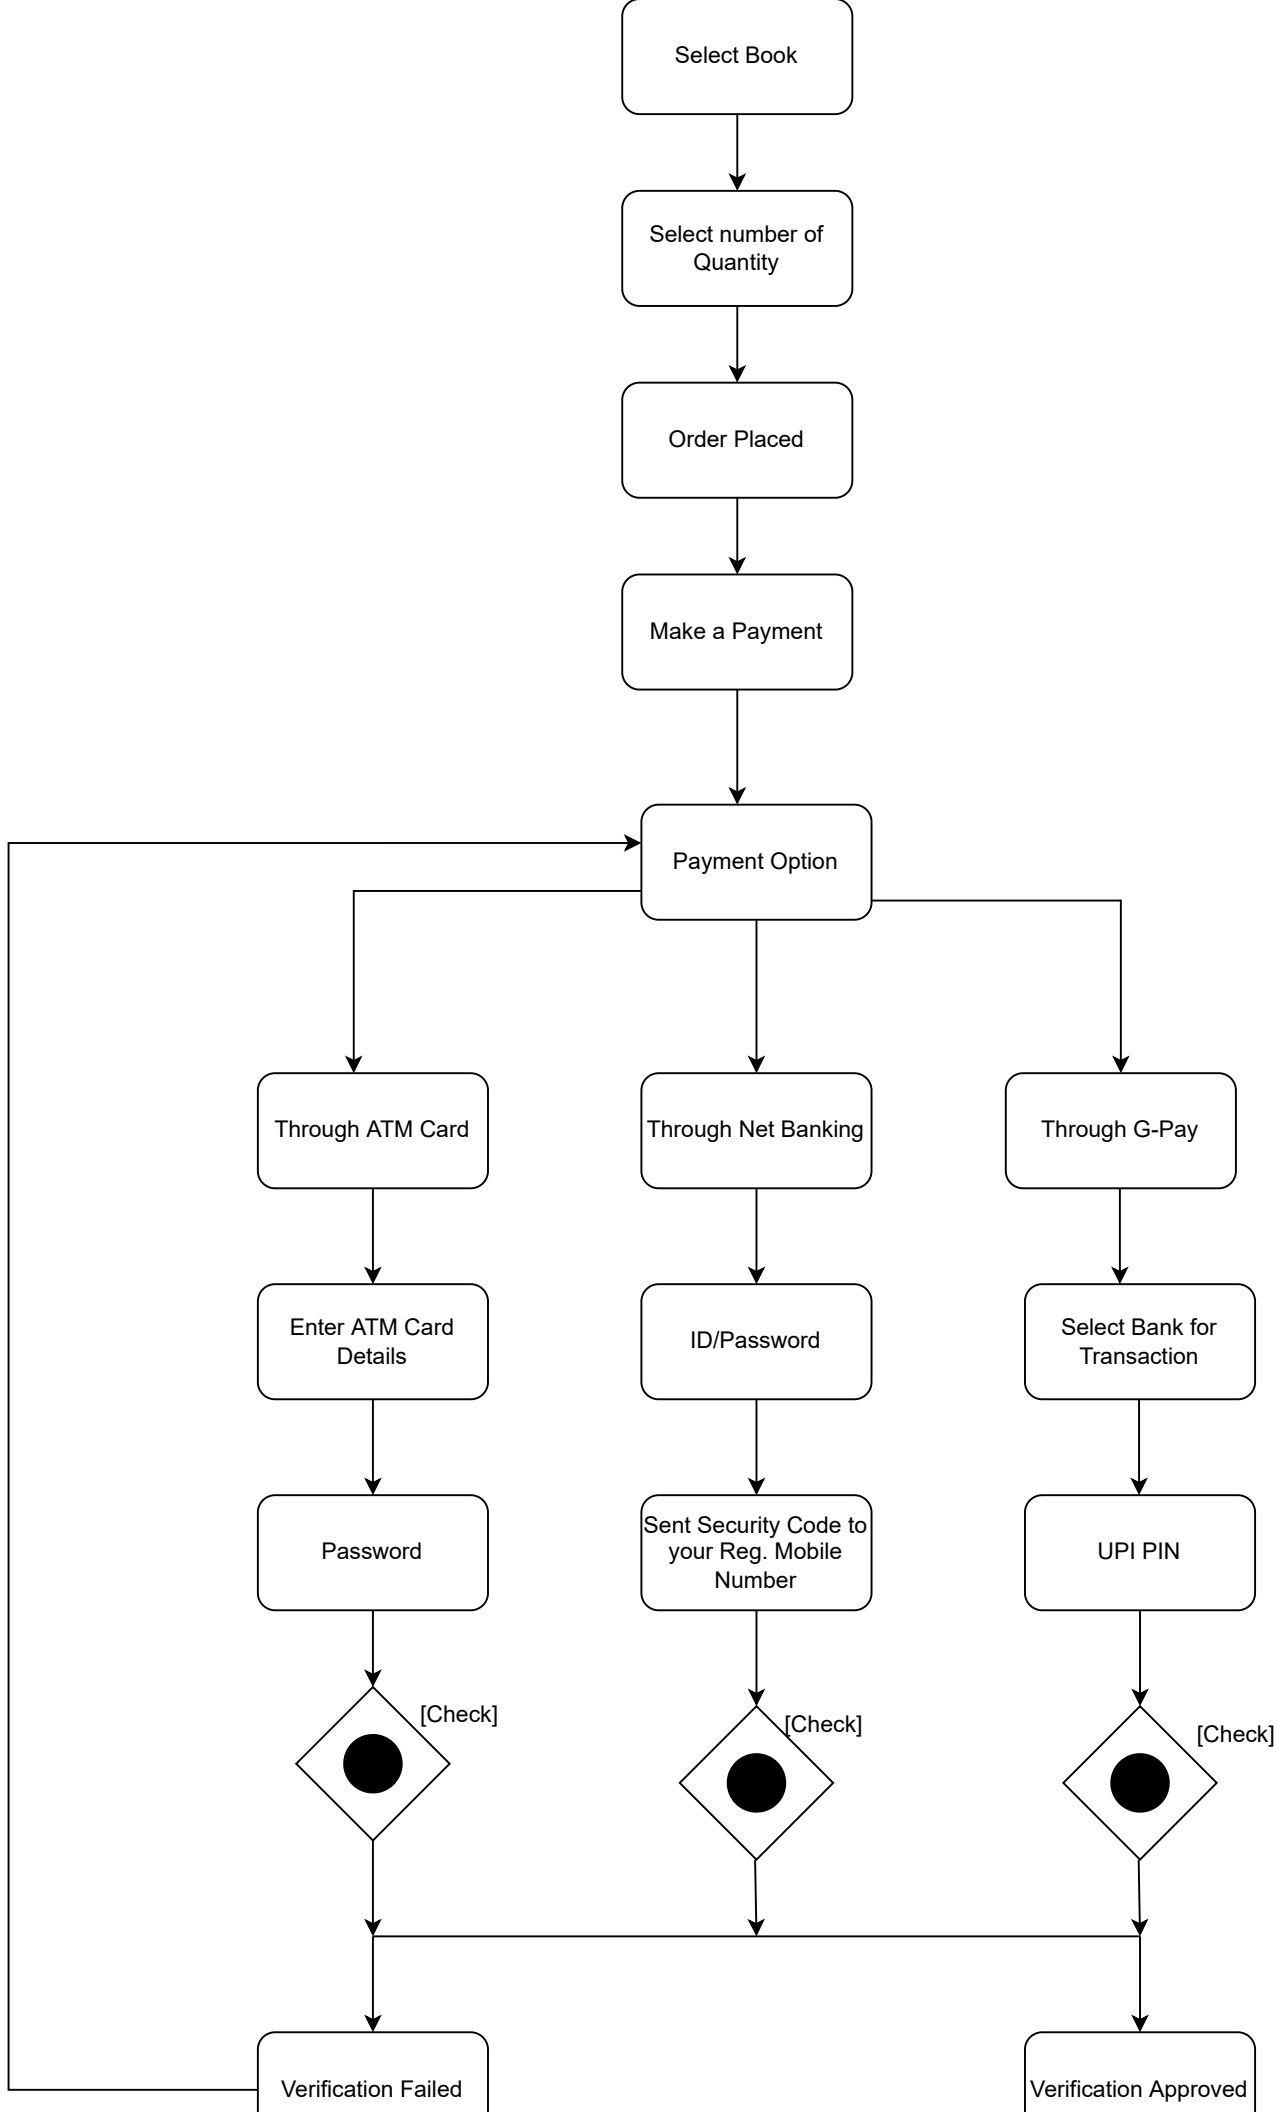 Select Book
Select number of
Quantity
Order Placed
Make a Payment
Payment Option
Through ATM Card
Through Net Banking
Through G-Pay
Enter ATM Card
Details
ID/Password
Select Bank for
Transaction
Password
Sent Security Code to
your Reg. Mobile
Number
UPI PIN
[Check]
[Check]
[Check]
Verification Failed
Verification Approved